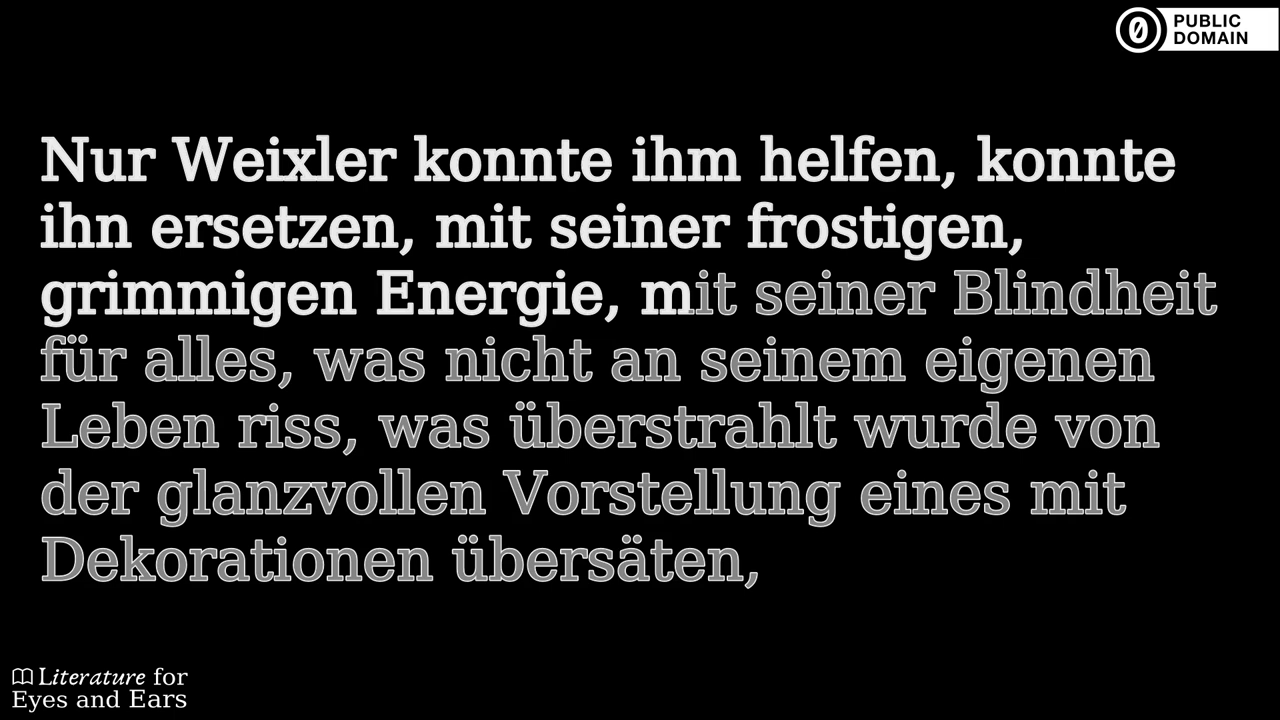 PUBLIC
DOMAIN
Nur Weixler konnte ihm helfen, konnte
ihn ersetzen, mit seiner frostigen,
grimmigen Energie, mit seiner Blindheit
für alles, was nicht an seinem eigenen
Leben riss, was überstrahlt wurde von
der glanzvollen Vorstellung eines mit
Dekorationen übersäten,
Literature for
Eyes and Ears